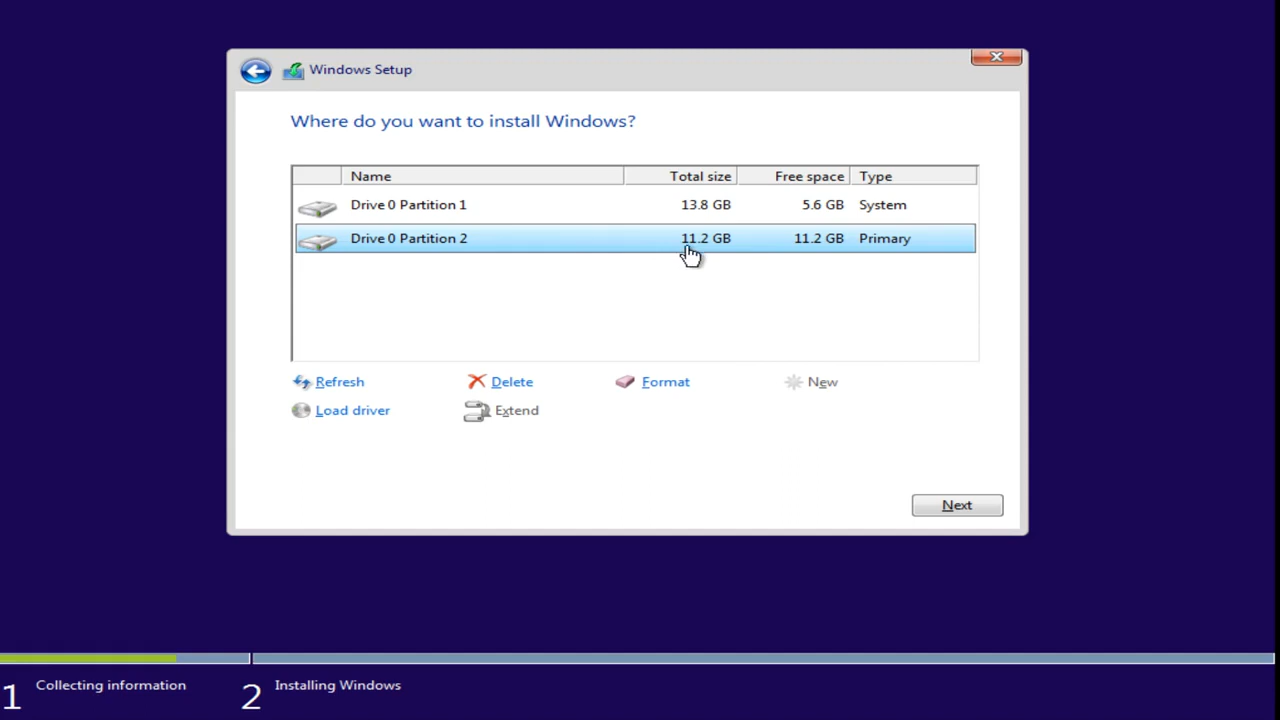 Windows Setup
Where do you want to install Windows?
Name Total size Free space Type
Drive 0 Partition 1 13.8 GB 5.6 GB System
Drive 0 Partition 2 11.2 GB 11.2 GB Primary
Refresh Delete Format New
Load driver Extend
Next
1 Collecting information 2 Installing Windows